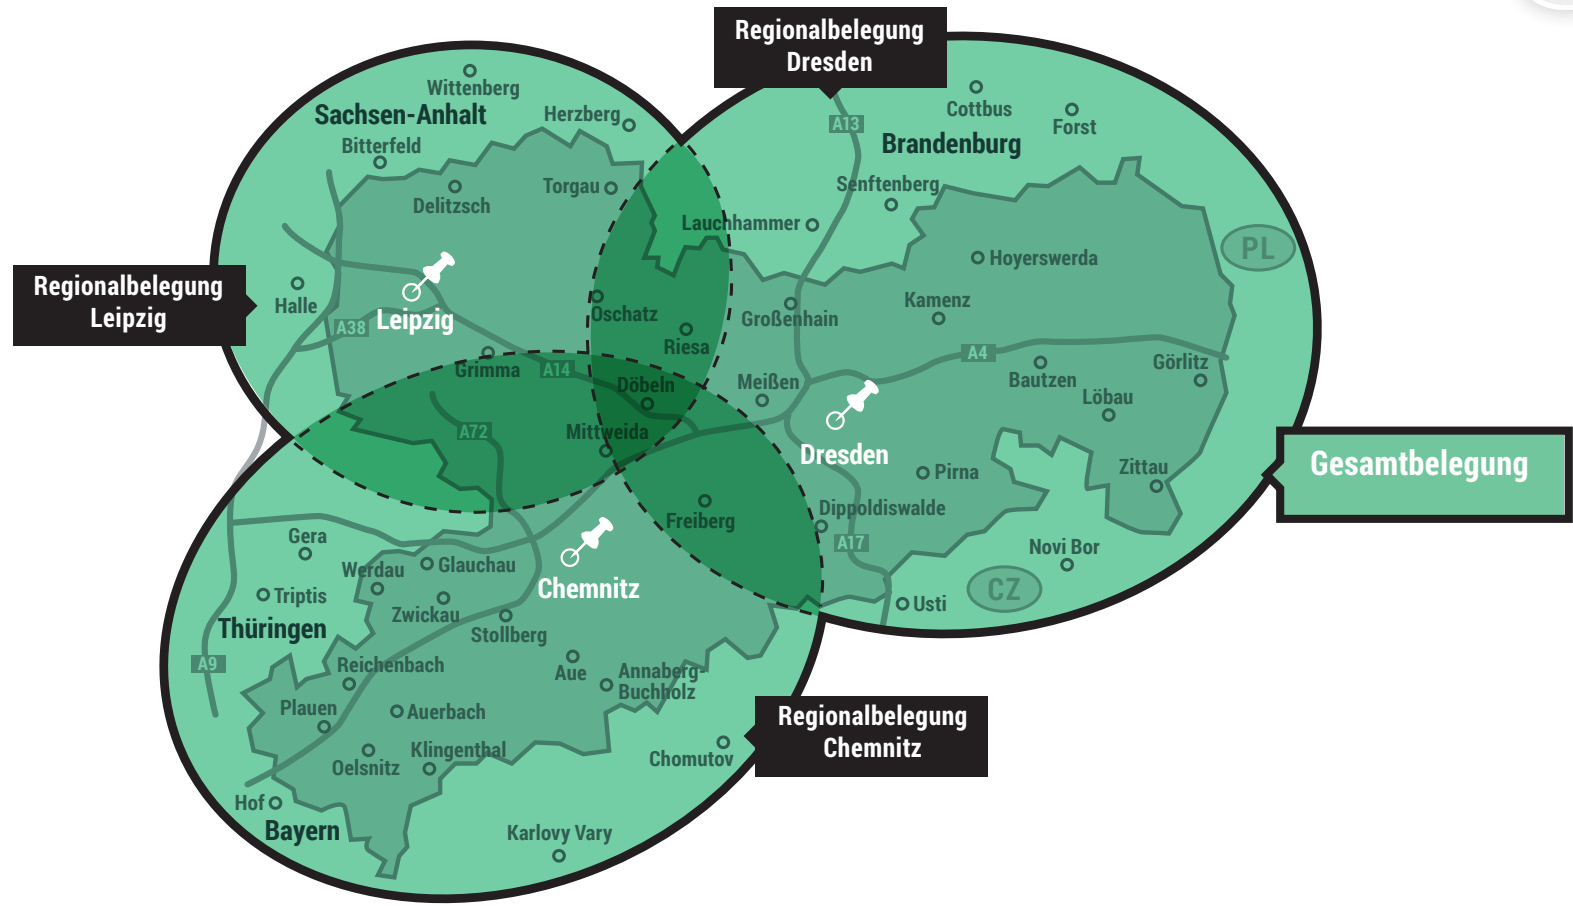 Regionalbelegung
Dresden
Wittenberg
Sachsen-Anhalt
Herzberg
Cottbus
Forst
A13
Brandenburg
Bitterfeld
Torgau
Senftenberg
Delitzsch
Lauchhammer
PL
Hoyerswerda
Regionalbelegung
Leipzig
Halle
Leipzig
A38
Oschatz
Großenhain
Kamenz
Riesa
A4
Grimma
A14
Döbeln
Meißen
Bautzen
Görlitz
Löbau
A72
Mittweida
Dresden
Pirna
Zittau
Gesamtbelegung
Freiberg
Dippoldiswalde
A17
Gera
Novi Bor
Werdau
Glauchau
Chemnitz
CZ
Triptis
Zwickau
Usti
Thüringen
Stollberg
A9
Reichenbach
Aue
Annaberg-
Buchholz
Plauen
Auerbach
Regionalbelegung
Chemnitz
Oelsnitz
Klingenthal
Chomutov
Hof
Bayern
Karlovy Vary